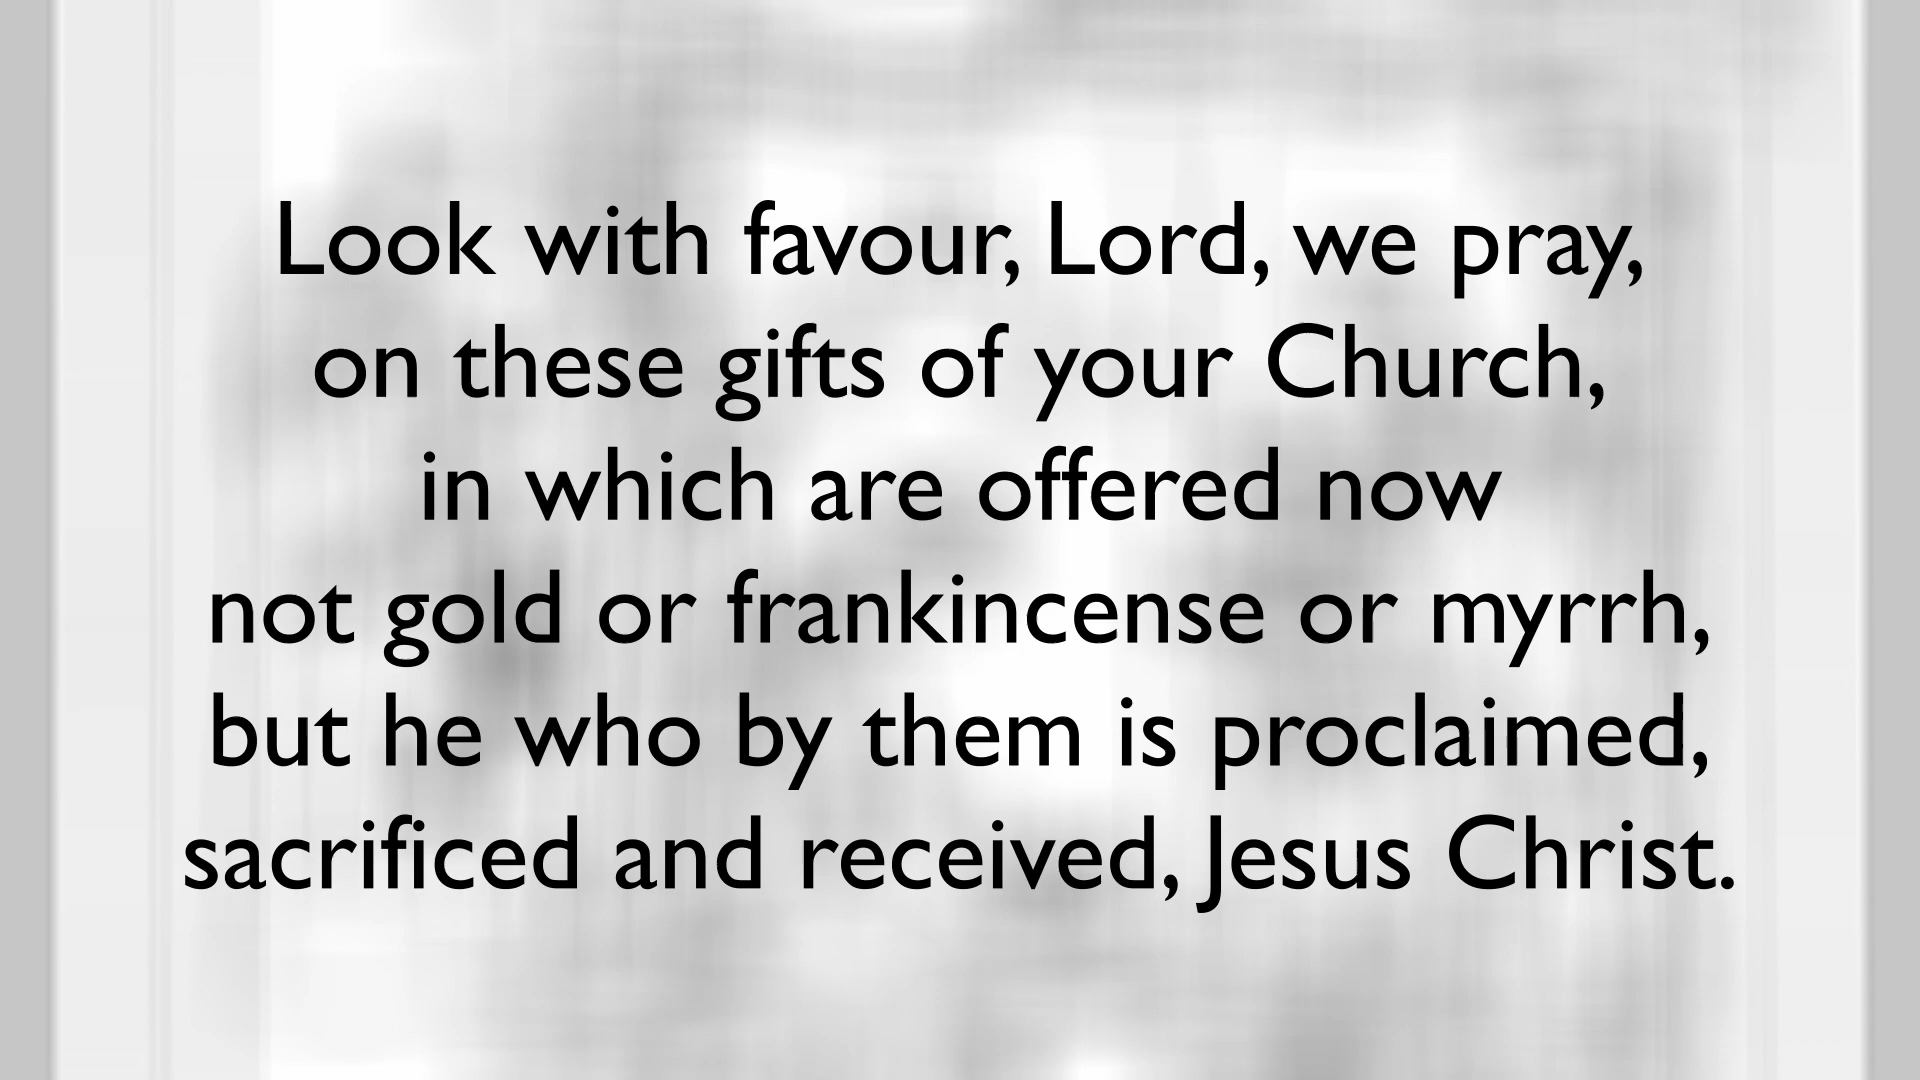 Look with favour, Lord, we pray,
on these gifts of your Church,
in which are offered now
not gold or frankincense or myrrh,
but he who by them is proclaimed,
sacrificed and received, Jesus Christ.